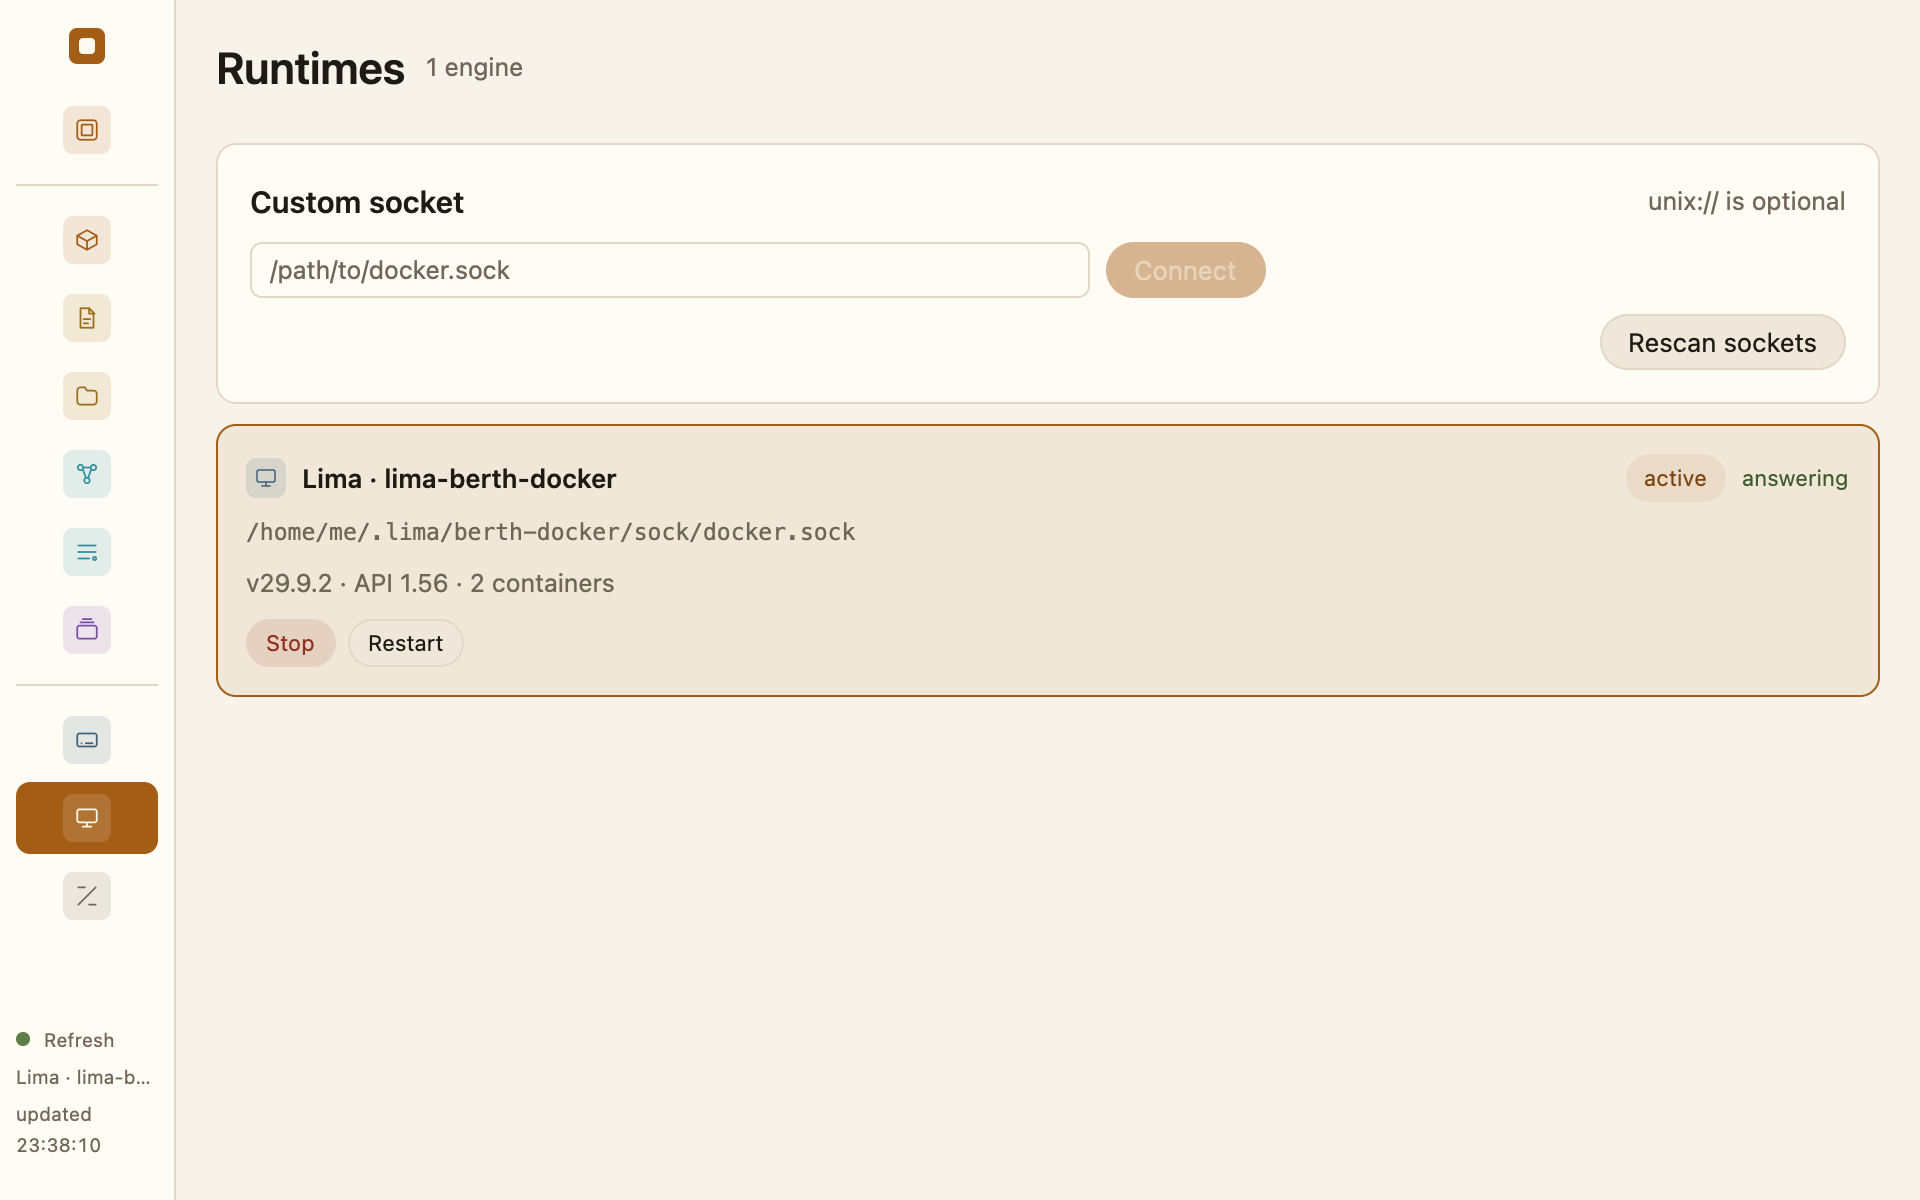 Runtimes 1 engine
Custom socket
unix:// is optional
/path/to/docker.sock
Connect
Rescan sockets
Lima · lima-berth-docker
active
answering
/home/me/.lima/berth-docker/sock/docker.sock
v29.9.2 · API 1.56 · 2 containers
Stop
Restart
Refresh
Lima · lima-b...
updated
23:38:10